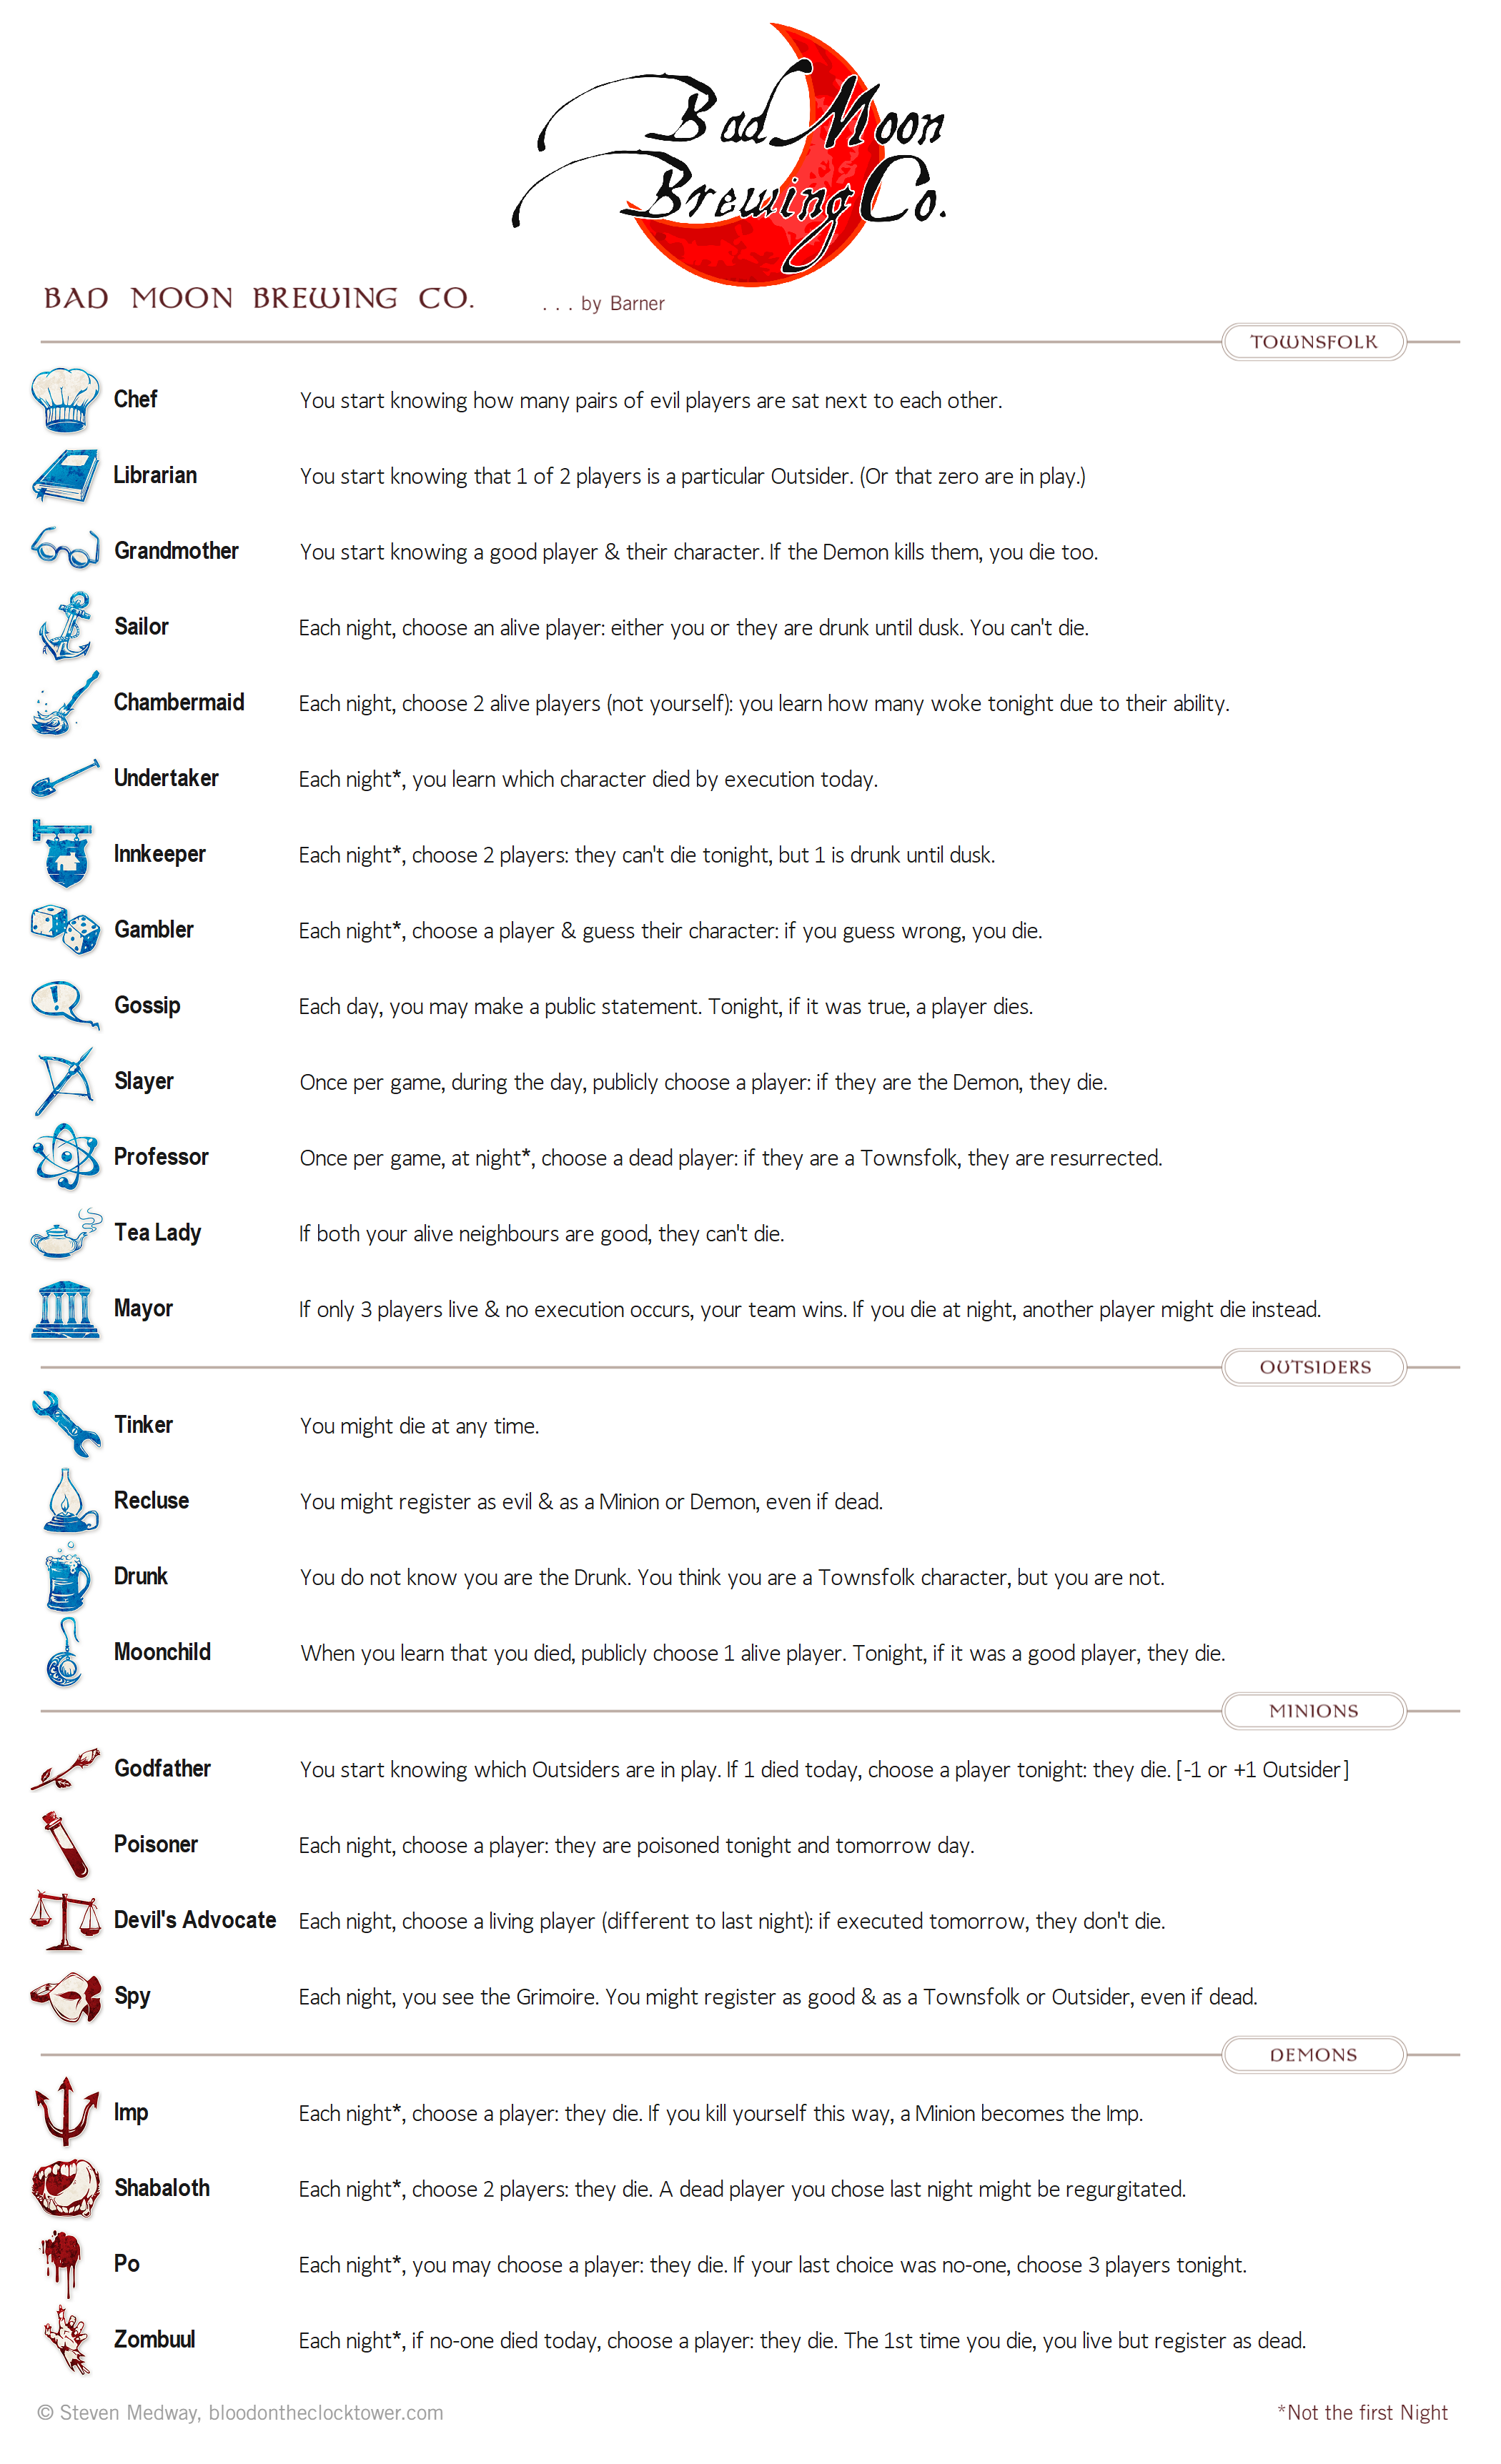 Bad Moon
Brewing Co.
BAD MOON BREWING CO. . . . by Barner
TOWNSFOLK
Chef You start knowing how many pairs of evil players are sat next to each other.
Librarian You start knowing that 1 of 2 players is a particular Outsider. (Or that zero are in play.)
Grandmother You start knowing a good player & their character. If the Demon kills them, you die too.
Sailor Each night, choose an alive player: either you or they are drunk until dusk. You can't die.
Chambermaid Each night, choose 2 alive players (not yourself): you learn how many woke tonight due to their ability.
Undertaker Each night*, you learn which character died by execution today.
Innkeeper Each night*, choose 2 players: they can't die tonight, but 1 is drunk until dusk.
Gambler Each night*, choose a player & guess their character: if you guess wrong, you die.
Gossip Each day, you may make a public statement. Tonight, if it was true, a player dies.
Slayer Once per game, during the day, publicly choose a player: if they are the Demon, they die.
Professor Once per game, at night*, choose a dead player: if they are a Townsfolk, they are resurrected.
Tea Lady If both your alive neighbours are good, they can't die.
Mayor If only 3 players live & no execution occurs, your team wins. If you die at night, another player might die instead.
OUTSIDERS
Tinker You might die at any time.
Recluse You might register as evil & as a Minion or Demon, even if dead.
Drunk You do not know you are the Drunk. You think you are a Townsfolk character, but you are not.
Moonchild When you learn that you died, publicly choose 1 alive player. Tonight, if it was a good player, they die.
MINIONS
Godfather You start knowing which Outsiders are in play. If 1 died today, choose a player tonight: they die. [-1 or +1 Outsider]
Poisoner Each night, choose a player: they are poisoned tonight and tomorrow day.
Devil's Advocate Each night, choose a living player (different to last night): if executed tomorrow, they don't die.
Spy Each night, you see the Grimoire. You might register as good & as a Townsfolk or Outsider, even if dead.
DEMONS
Imp Each night*, choose a player: they die. If you kill yourself this way, a Minion becomes the Imp.
Shabaloth Each night*, choose 2 players: they die. A dead player you chose last night might be regurgitated.
Po Each night*, you may choose a player: they die. If your last choice was no-one, choose 3 players tonight.
Zombuul Each night*, if no-one died today, choose a player: they die. The 1st time you die, you live but register as dead.
© Steven Medway, bloodontheclocktower.com *Not the first Night